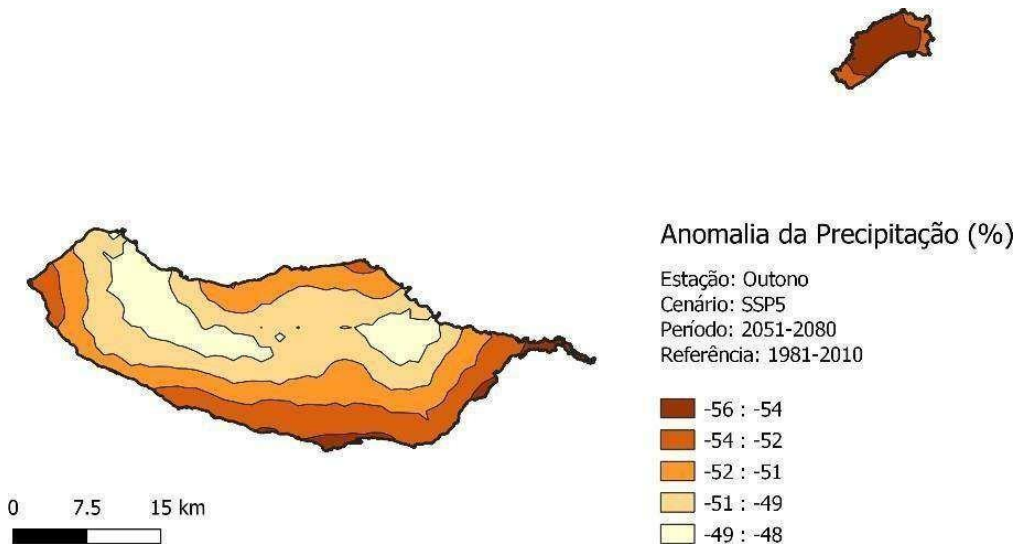 Anomalia da Precipitação (%)
Estação: Outono
Cenário: SSP5
Período: 2051-2080
Referência: 1981-2010
-56 : -54
-54 : -52
-52 : -51
-51 : -49
-49 : -48
0 7.5 15 km